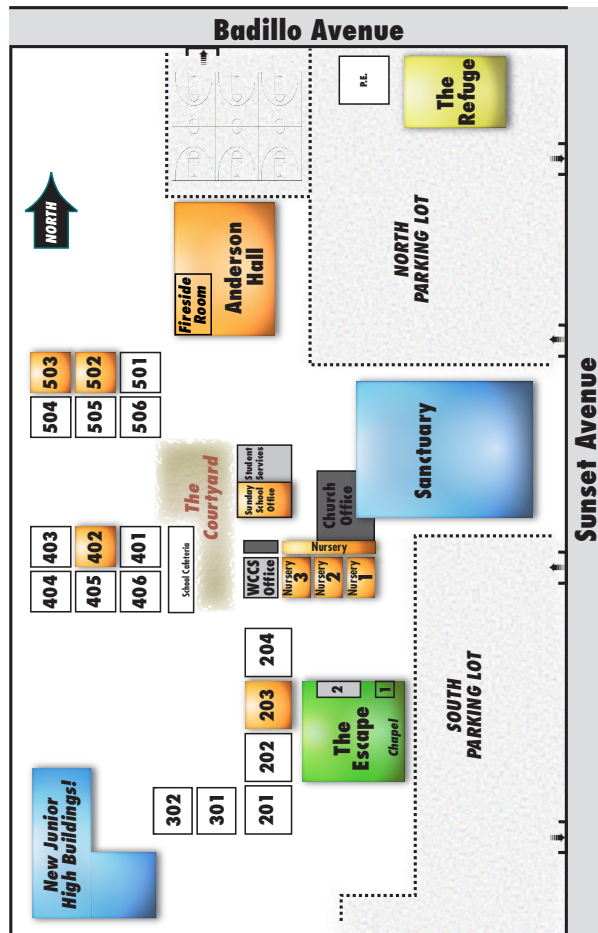 Badillo Avenue
P.E.
The
Refuge
NORTH
Fireside
Room
Anderson
Hall
NORTH
PARKING LOT
503
502
501
504
505
506
Sunset Avenue
Sanctuary
The
Courtyard
Student
Services
Sunday
School
Office
Church
Office
403
402
401
404
405
406
School Cafeteria
WCCS
Office
Nursery
Nursery
3
Nursery
2
Nursery
1
204
203
202
201
The
Escape
Chapel
2
1
SOUTH
PARKING LOT
302
301
New Junior
High Buildings!